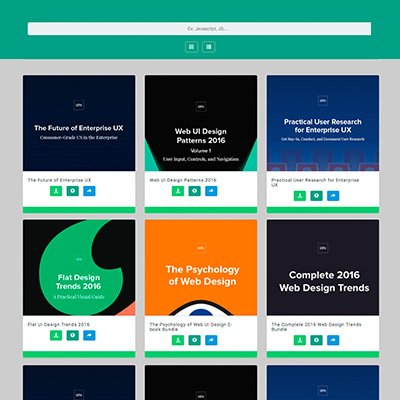 Ex: Javascript, JS...
The Future of Enterprise UX
Consumer-Grade UX in the Enterprise
The Future of Enterprise UX
Web UI Design
Patterns 2016
Volume 1
User Input, Controls, and Navigation
Web UI Design Patterns 2016
Practical User Research
for Enterprise UX
Get Buy-In, Conduct, and Document User Research
Practical User Research for Enterprise
UX
Flat Design
Trends 2016
A Practical Visual Guide
Flat UI Design Trends 2016
The Psychology
of Web Design
The Psychology of Web UI Design E-
book Bundle
Complete 2016
Web Design Trends
The Complete 2016 Web Design Trends
Bundle